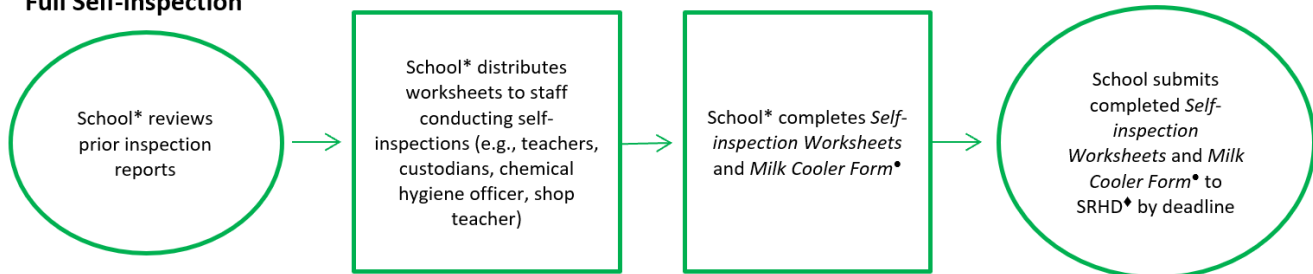 Full Self-Inspection
School* reviews
prior inspection
reports
School* distributes
worksheets to staff
conducting self-
inspections (e.g., teachers,
custodians, chemical
hygiene officer, shop
teacher)
School* completes Self-
inspection Worksheets
and Milk Cooler Form●
School submits
completed Self-
inspection
Worksheets and Milk
Cooler Form● to
SRHD♦ by deadline